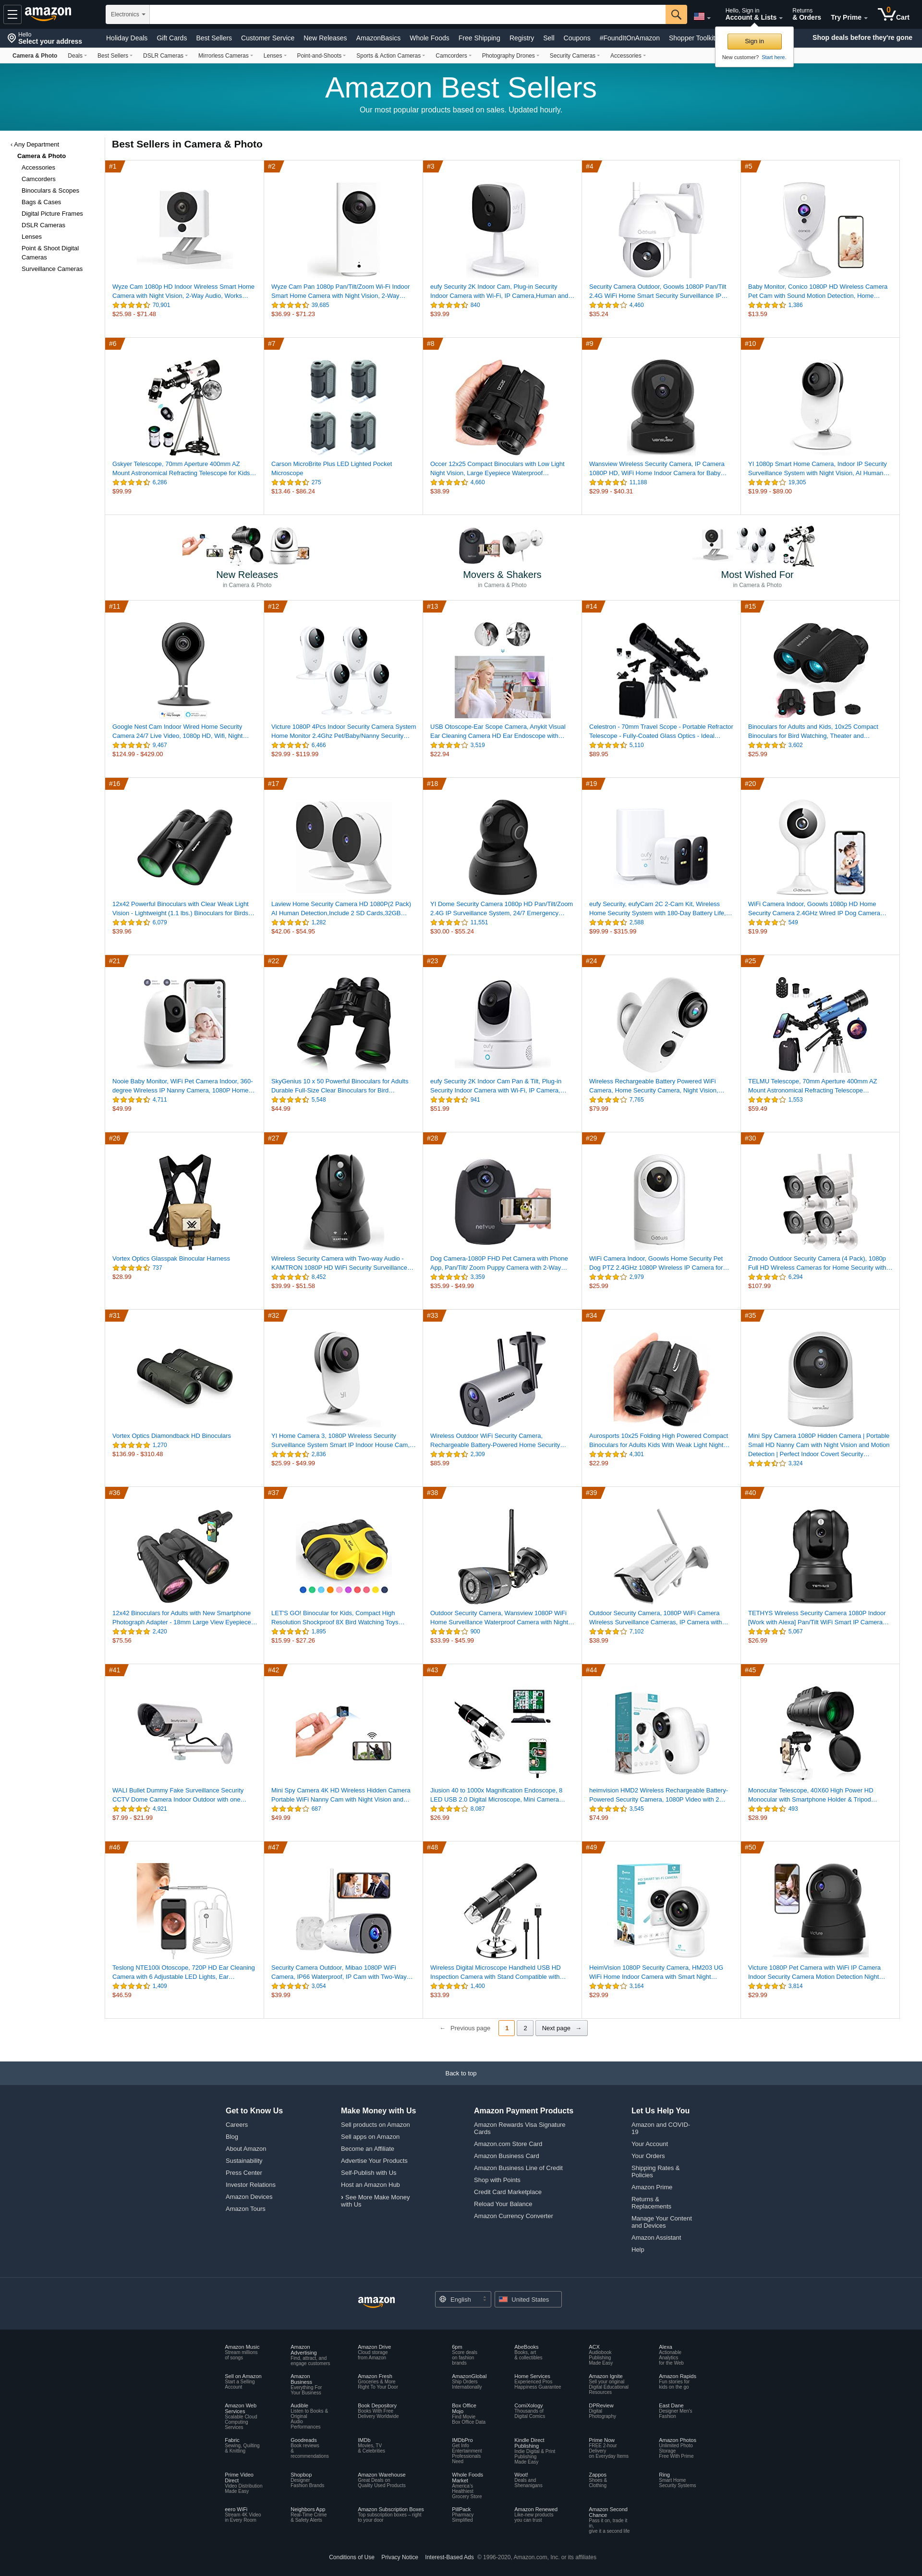 amazon
Electronics
Hello, Sign in
Account & Lists
Returns
& Orders
Try Prime
0
Cart
Hello
Select your address
Holiday Deals Gift Cards Best Sellers Customer Service New Releases AmazonBasics Whole Foods Free Shipping Registry Sell Coupons #FoundItOnAmazon Shopper Toolkit
Shop deals before they're gone
Sign in
New customer? Start here.
Camera & Photo Deals Best Sellers DSLR Cameras Mirrorless Cameras Lenses Point-and-Shoots Sports & Action Cameras Camcorders Photography Drones Security Cameras Accessories
Amazon Best Sellers
Our most popular products based on sales. Updated hourly.
‹ Any Department
Camera & Photo
Accessories
Camcorders
Binoculars & Scopes
Bags & Cases
Digital Picture Frames
DSLR Cameras
Lenses
Point & Shoot Digital
Cameras
Surveillance Cameras
Best Sellers in Camera & Photo
#1
Wyze Cam 1080p HD Indoor Wireless Smart Home
Camera with Night Vision, 2-Way Audio, Works…
70,901
$25.98 - $71.48
#2
Wyze Cam Pan 1080p Pan/Tilt/Zoom Wi-Fi Indoor
Smart Home Camera with Night Vision, 2-Way…
39,685
$36.99 - $71.23
#3
eufy Security 2K Indoor Cam, Plug-in Security
Indoor Camera with Wi-Fi, IP Camera,Human and…
840
$39.99
#4
Security Camera Outdoor, Goowls 1080P Pan/Tilt
2.4G WiFi Home Smart Security Surveillance IP…
4,460
$35.24
#5
Baby Monitor, Conico 1080P HD Wireless Camera
Pet Cam with Sound Motion Detection, Home…
1,386
$13.59
#6
Gskyer Telescope, 70mm Aperture 400mm AZ
Mount Astronomical Refracting Telescope for Kids…
6,286
$99.99
#7
Carson MicroBrite Plus LED Lighted Pocket
Microscope
275
$13.46 - $86.24
#8
Occer 12x25 Compact Binoculars with Low Light
Night Vision, Large Eyepiece Waterproof…
4,660
$38.99
#9
Wansview Wireless Security Camera, IP Camera
1080P HD, WiFi Home Indoor Camera for Baby…
11,188
$29.99 - $40.31
#10
YI 1080p Smart Home Camera, Indoor IP Security
Surveillance System with Night Vision, AI Human…
19,305
$19.99 - $89.00
New Releases
in Camera & Photo
Movers & Shakers
in Camera & Photo
Most Wished For
in Camera & Photo
#11
Google Nest Cam Indoor Wired Home Security
Camera 24/7 Live Video, 1080p HD, Wifi, Night…
9,467
$124.99 - $429.00
#12
Victure 1080P 4Pcs Indoor Security Camera System
Home Monitor 2.4Ghz Pet/Baby/Nanny Security…
6,466
$29.99 - $119.99
#13
USB Otoscope-Ear Scope Camera, Anykit Visual
Ear Cleaning Camera HD Ear Endoscope with…
3,519
$22.94
#14
Celestron - 70mm Travel Scope - Portable Refractor
Telescope - Fully-Coated Glass Optics - Ideal…
5,110
$89.95
#15
Binoculars for Adults and Kids, 10x25 Compact
Binoculars for Bird Watching, Theater and…
3,602
$25.99
#16
12x42 Powerful Binoculars with Clear Weak Light
Vision - Lightweight (1.1 lbs.) Binoculars for Birds…
6,079
$39.96
#17
Laview Home Security Camera HD 1080P(2 Pack)
AI Human Detection,Include 2 SD Cards,32GB…
1,282
$42.06 - $54.95
#18
YI Dome Security Camera 1080p HD Pan/Tilt/Zoom
2.4G IP Surveillance System, 24/7 Emergency…
11,551
$30.00 - $55.24
#19
eufy Security, eufyCam 2C 2-Cam Kit, Wireless
Home Security System with 180-Day Battery Life,…
2,588
$99.99 - $315.99
#20
WiFi Camera Indoor, Goowls 1080p HD Home
Security Camera 2.4GHz Wired IP Dog Camera…
549
$19.99
#21
Nooie Baby Monitor, WiFi Pet Camera Indoor, 360-
degree Wireless IP Nanny Camera, 1080P Home…
4,711
$49.99
#22
SkyGenius 10 x 50 Powerful Binoculars for Adults
Durable Full-Size Clear Binoculars for Bird…
5,548
$44.99
#23
eufy Security 2K Indoor Cam Pan & Tilt, Plug-in
Security Indoor Camera with Wi-Fi, IP Camera,…
941
$51.99
#24
Wireless Rechargeable Battery Powered WiFi
Camera, Home Security Camera, Night Vision,…
7,765
$79.99
#25
TELMU Telescope, 70mm Aperture 400mm AZ
Mount Astronomical Refracting Telescope…
1,553
$59.49
#26
Vortex Optics Glasspak Binocular Harness
737
$28.99
#27
Wireless Security Camera with Two-way Audio -
KAMTRON 1080P HD WiFi Security Surveillance…
8,452
$39.99 - $51.58
#28
netvue
Dog Camera-1080P FHD Pet Camera with Phone
App, Pan/Tilt/ Zoom Puppy Camera with 2-Way…
3,359
$35.99 - $49.99
#29
WiFi Camera Indoor, Goowls Home Security Pet
Dog PTZ 2.4GHz 1080P Wireless IP Camera for…
2,979
$25.99
#30
Zmodo Outdoor Security Camera (4 Pack), 1080p
Full HD Wireless Cameras for Home Security with…
6,294
$107.99
#31
Vortex Optics Diamondback HD Binoculars
1,270
$136.99 - $310.48
#32
YI Home Camera 3, 1080P Wireless Security
Surveillance System Smart IP Indoor House Cam,…
2,836
$25.99 - $49.99
#33
Wireless Outdoor WiFi Security Camera,
Rechargeable Battery-Powered Home Security…
2,309
$85.99
#34
Aurosports 10x25 Folding High Powered Compact
Binoculars for Adults Kids With Weak Light Night…
4,301
$22.99
#35
Mini Spy Camera 1080P Hidden Camera | Portable
Small HD Nanny Cam with Night Vision and Motion
Detection | Perfect Indoor Covert Security…
3,324
#36
12x42 Binoculars for Adults with New Smartphone
Photograph Adapter - 18mm Large View Eyepiece…
2,420
$75.56
#37
LET'S GO! Binocular for Kids, Compact High
Resolution Shockproof 8X Bird Watching Toys…
1,895
$15.99 - $27.26
#38
Outdoor Security Camera, Wansview 1080P WiFi
Home Surveillance Waterproof Camera with Night…
900
$33.99 - $45.99
#39
Outdoor Security Camera, 1080P WiFi Camera
Wireless Surveillance Cameras, IP Camera with…
7,102
$38.99
#40
TETHYS Wireless Security Camera 1080P Indoor
[Work with Alexa] Pan/Tilt WiFi Smart IP Camera…
5,067
$26.99
#41
WALI Bullet Dummy Fake Surveillance Security
CCTV Dome Camera Indoor Outdoor with one…
4,921
$7.99 - $21.99
#42
Mini Spy Camera 4K HD Wireless Hidden Camera
Portable WiFi Nanny Cam with Night Vision and…
687
$49.99
#43
Jiusion 40 to 1000x Magnification Endoscope, 8
LED USB 2.0 Digital Microscope, Mini Camera…
8,087
$26.99
#44
heimvision HMD2 Wireless Rechargeable Battery-
Powered Security Camera, 1080P Video with 2…
3,545
$74.99
#45
Monocular Telescope, 40X60 High Power HD
Monocular with Smartphone Holder & Tripod…
493
$28.99
#46
Teslong NTE100i Otoscope, 720P HD Ear Cleaning
Camera with 6 Adjustable LED Lights, Ear…
1,409
$46.59
#47
Security Camera Outdoor, Mibao 1080P WiFi
Camera, IP66 Waterproof, IP Cam with Two-Way…
3,054
$39.99
#48
Wireless Digital Microscope Handheld USB HD
Inspection Camera with Stand Compatible with…
1,400
$33.99
#49
HeimVision 1080P Security Camera, HM203 UG
WiFi Home Indoor Camera with Smart Night…
3,164
$29.99
#50
Victure 1080P Pet Camera with WiFi IP Camera
Indoor Security Camera Motion Detection Night…
3,814
$29.99
← Previous page 1 2 Next page →
Back to top
Get to Know Us
Careers
Blog
About Amazon
Sustainability
Press Center
Investor Relations
Amazon Devices
Amazon Tours
Make Money with Us
Sell products on Amazon
Sell apps on Amazon
Become an Affiliate
Advertise Your Products
Self-Publish with Us
Host an Amazon Hub
› See More Make Money
with Us
Amazon Payment Products
Amazon Rewards Visa Signature
Cards
Amazon.com Store Card
Amazon Business Card
Amazon Business Line of Credit
Shop with Points
Credit Card Marketplace
Reload Your Balance
Amazon Currency Converter
Let Us Help You
Amazon and COVID-
19
Your Account
Your Orders
Shipping Rates &
Policies
Amazon Prime
Returns &
Replacements
Manage Your Content
and Devices
Amazon Assistant
Help
amazon
English
United States
Amazon Music
Stream millions
of songs
Amazon
Advertising
Find, attract, and
engage customers
Amazon Drive
Cloud storage
from Amazon
6pm
Score deals
on fashion
brands
AbeBooks
Books, art
& collectibles
ACX
Audiobook
Publishing
Made Easy
Alexa
Actionable
Analytics
for the Web
Sell on Amazon
Start a Selling
Account
Amazon
Business
Everything For
Your Business
Amazon Fresh
Groceries & More
Right To Your Door
AmazonGlobal
Ship Orders
Internationally
Home Services
Experienced Pros
Happiness Guarantee
Amazon Ignite
Sell your original
Digital Educational
Resources
Amazon Rapids
Fun stories for
kids on the go
Amazon Web
Services
Scalable Cloud
Computing
Services
Audible
Listen to Books &
Original
Audio
Performances
Book Depository
Books With Free
Delivery Worldwide
Box Office
Mojo
Find Movie
Box Office Data
ComiXology
Thousands of
Digital Comics
DPReview
Digital
Photography
East Dane
Designer Men's
Fashion
Fabric
Sewing, Quilting
& Knitting
Goodreads
Book reviews
&
recommendations
IMDb
Movies, TV
& Celebrities
IMDbPro
Get Info
Entertainment
Professionals
Need
Kindle Direct
Publishing
Indie Digital & Print
Publishing
Made Easy
Prime Now
FREE 2-hour
Delivery
on Everyday Items
Amazon Photos
Unlimited Photo
Storage
Free With Prime
Prime Video
Direct
Video Distribution
Made Easy
Shopbop
Designer
Fashion Brands
Amazon Warehouse
Great Deals on
Quality Used Products
Whole Foods
Market
America's
Healthiest
Grocery Store
Woot!
Deals and
Shenanigans
Zappos
Shoes &
Clothing
Ring
Smart Home
Security Systems
eero WiFi
Stream 4K Video
in Every Room
Neighbors App
Real-Time Crime
& Safety Alerts
Amazon Subscription Boxes
Top subscription boxes – right
to your door
PillPack
Pharmacy
Simplified
Amazon Renewed
Like-new products
you can trust
Amazon Second
Chance
Pass it on, trade it
in,
give it a second life
Conditions of Use Privacy Notice Interest-Based Ads © 1996-2020, Amazon.com, Inc. or its affiliates